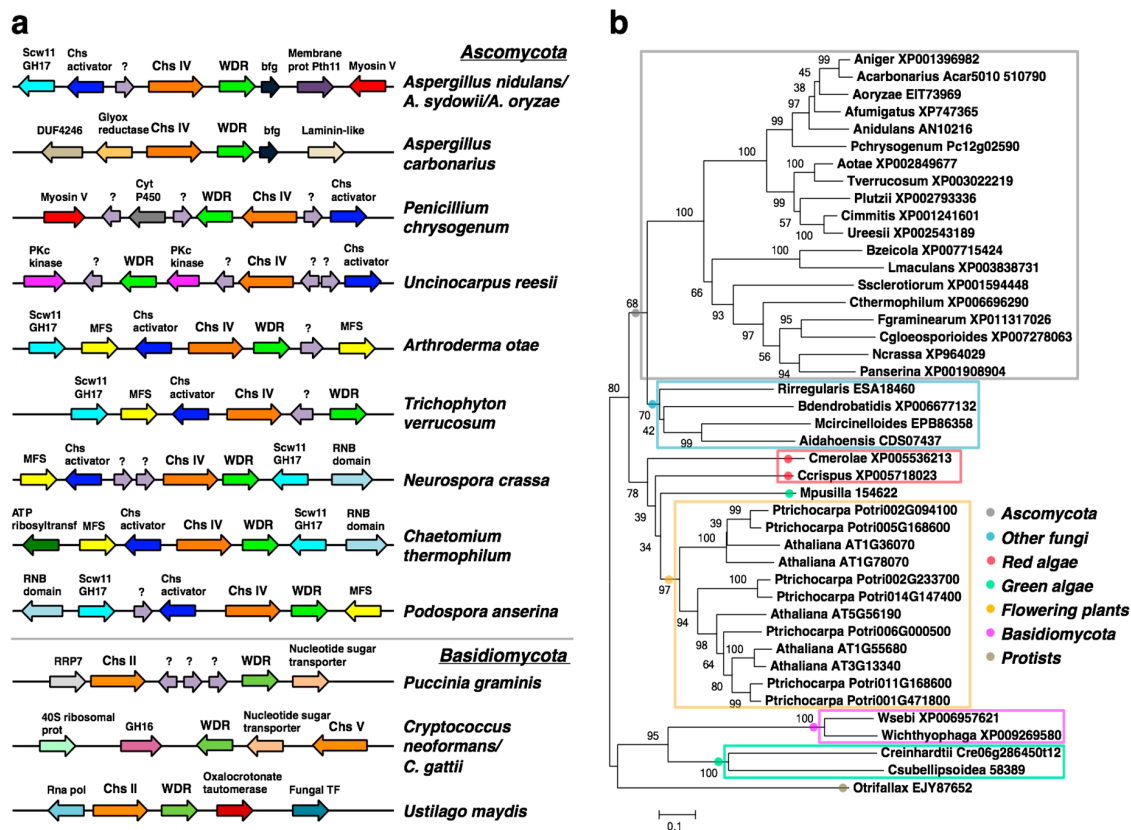 a
Ascomycota
Scw11
GH17
Chs
activator
?
Chs IV
WDR
bfg
Membrane
prot Pth11
Myosin V
Aspergillus nidulans/
A. sydowii/A. oryzae
DUF4246
Glyox
reductase
Chs IV
WDR
bfg
Laminin-like
Aspergillus
carbonarius
Myosin V
?
Cyt
P450
WDR
Chs IV
?
Chs
activator
Penicillium
chrysogenum
PKc
kinase
?
WDR
PKc
kinase
?
Chs IV
? ?
Chs
activator
Uncinocarpus reesii
Scw11
GH17
MFS
Chs
activator
Chs IV
WDR
?
MFS
Arthroderma otae
Scw11
GH17
MFS
Chs
activator
Chs IV
?
WDR
Trichophyton
verrucosum
MFS
Chs
activator
? ?
Chs IV
WDR
Scw11
GH17
RNB
domain
Neurospora crassa
ATP
ribosyltransf
MFS
Chs
activator
Chs IV
WDR
Scw11
GH17
RNB
domain
Chaetomium
thermophilum
RNB
domain
Scw11
GH17
?
Chs
activator
Chs IV
WDR
MFS
Podospora anserina
Basidiomycota
RRP7
Chs II
? ? ?
WDR
Nucleotide sugar
transporter
Puccinia graminis
40S ribosomal
prot
GH16
WDR
Nucleotide sugar
transporter
Chs V
Cryptococcus
neoformans/
C. gattii
Rna pol
Chs II
WDR
Oxalocrotonate
tautomerase
Fungal TF
Ustilago maydis
b
99
Aniger XP001396982
45
Acarbonarius Acar5010_510790
38
Aoryzae EIT73969
97
Afumigatus XP747365
99
Anidulans AN10216
Pchrysogenum Pc12g02590
100
100
Aotae XP002849677
Tverrucosum XP003022219
99
Plutzii XP002793336
57
Cimmitis XP001241601
100
Ureesii XP002543189
100
100
Bzeicola XP007715424
Lmaculans XP003838731
66
Ssclerotiorum XP001594448
93
Cthermophilum XP006696290
68
97
95
Fgraminearum XP011317026
Cgloeosporioides XP007278063
56
Ncrassa XP964029
94
Panserina XP001908904
80
Rirregularis ESA18460
70
Bdendrobatidis XP006677132
42
Mcircinelloides EPB86358
99
Aidahoensis CDS07437
Cmerolae XP005536213
78
Ccrispus XP005718023
39
Mpusilla 154622
34
99
Ptrichocarpa Potri002G094100
39
Ptrichocarpa Potri005G168600
100
Athaliana AT1G36070
Athaliana AT1G78070
97
100
Ptrichocarpa Potri002G233700
Ptrichocarpa Potri014G147400
94
Athaliana AT5G56190
98
Ptrichocarpa Potri006G000500
64
100
Athaliana AT1G55680
Athaliana AT3G13340
80
Ptrichocarpa Potri011G168600
99
Ptrichocarpa Potri001G471800
95
100
Wsebi XP006957621
Wichthyophaga XP009269580
100
Creinhardtii Cre06g286450t12
Csubellipsoidea 58389
Otrifallax EJY87652
0.1
Ascomycota
Other fungi
Red algae
Green algae
Flowering plants
Basidiomycota
Protists